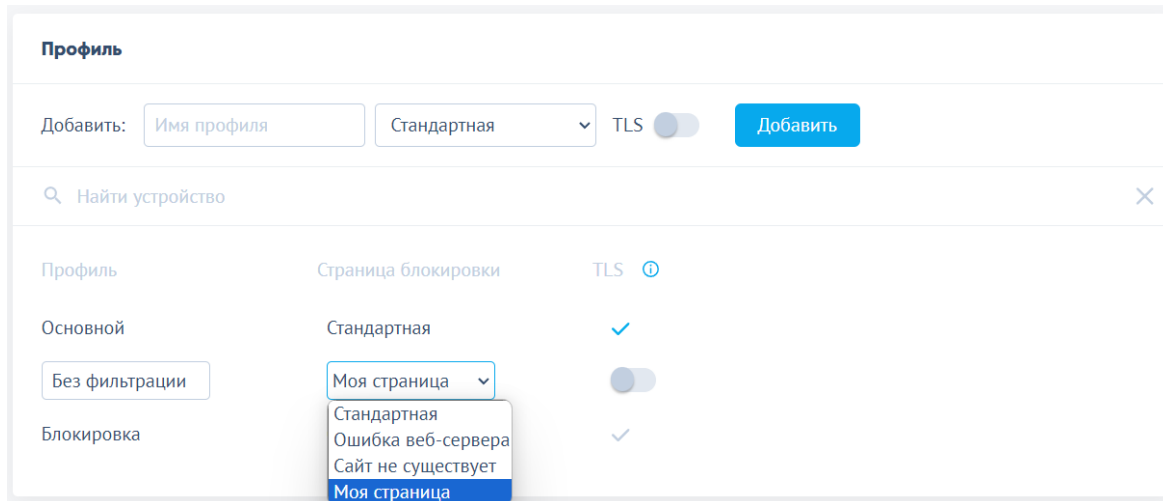 Профиль
Добавить: Имя профиля Стандартная TLS Добавить
Найти устройство
Профиль Страница блокировки TLS
Основной Стандартная
Без фильтрации Моя страница
Стандартная
Блокировка Ошибка веб-сервера
Сайт не существует
Моя страница